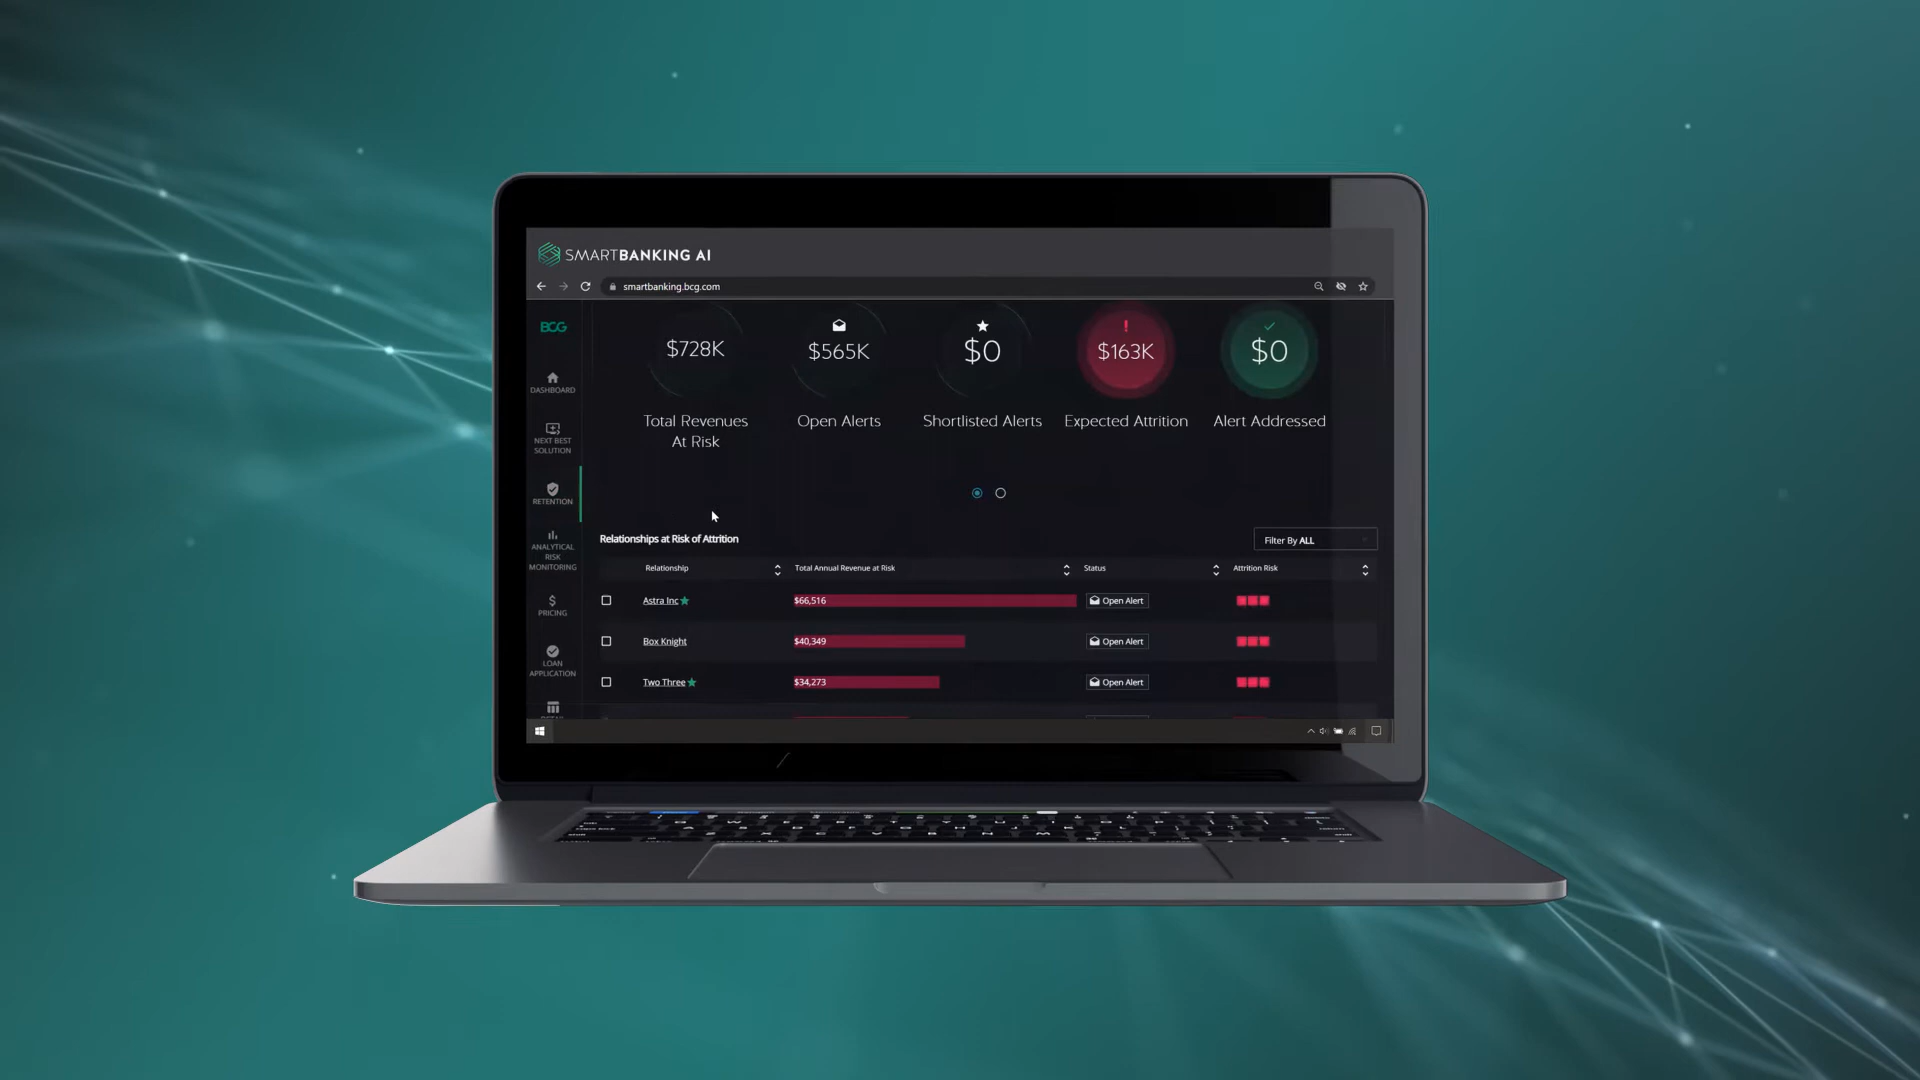 SMARTBANKING AI
smartbanking.bcg.com
BCG
DASHBOARD
NEXT BEST
SOLUTION
RETENTION
ANALYTICAL
RISK
MONITORING
PRICING
LOAN
APPLICATION
$728K
Total Revenues
At Risk
$565K
Open Alerts
$0
Shortlisted Alerts
$163K
Expected Attrition
$0
Alert Addressed
Relationships at Risk of Attrition
Filter By ALL
Relationship Total Annual Revenue at Risk Status Attrition Risk
Astra Inc $66,516 Open Alert
Box Knight $40,349 Open Alert
Two Three $34,273 Open Alert